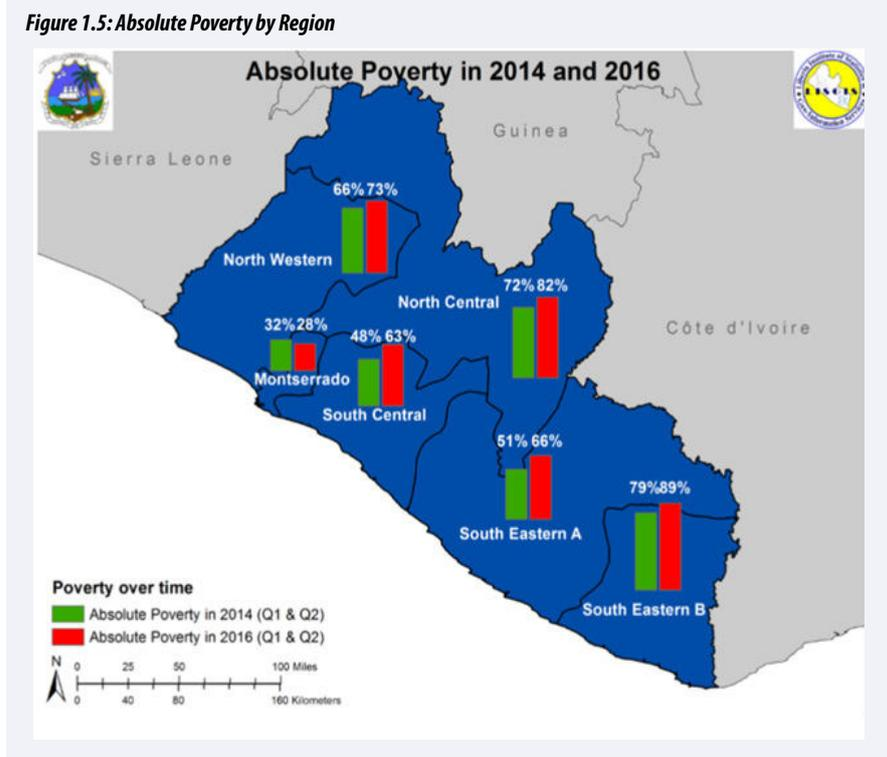 Figure 1.5: Absolute Poverty by Region
Absolute Poverty in 2014 and 2016
Guinea
Sierra Leone
66% 73%
North Western
72% 82%
North Central
Côte d'Ivoire
32% 28%
48% 63%
Montserrado
South Central
51% 66%
79% 89%
South Eastern A
South Eastern B
Poverty over time
Absolute Poverty in 2014 (Q1 & Q2)
Absolute Poverty in 2016 (Q1 & Q2)
N
0 25 50 100 Miles
0 40 80 160 Kilometers